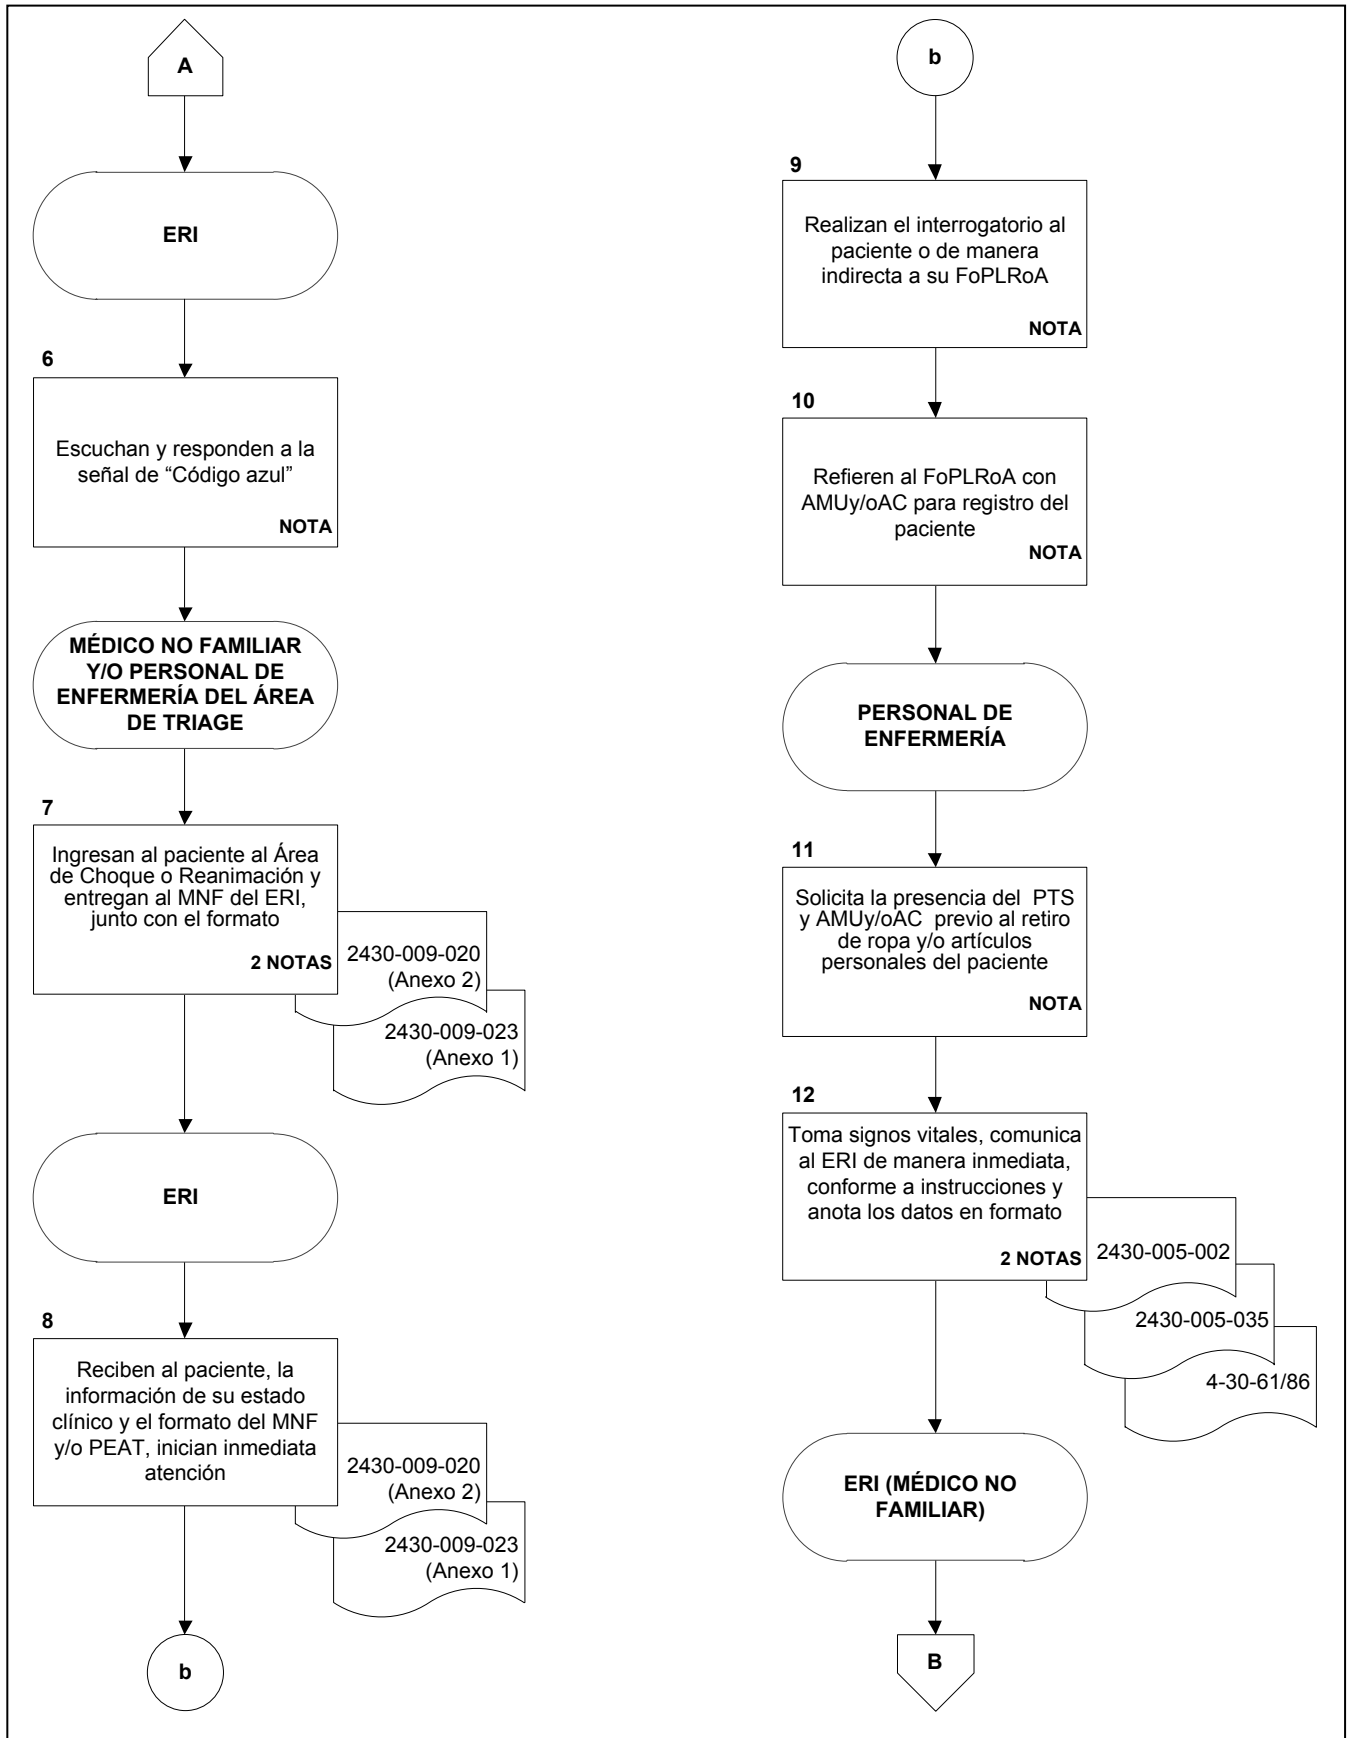 A
ERI
6
Escuchan y responden a la
señal de “Código azul”
NOTA
MÉDICO NO FAMILIAR
Y/O PERSONAL DE
ENFERMERÍA DEL ÁREA
DE TRIAGE
7
Ingresan al paciente al Área
de Choque o Reanimación y
entregan al MNF del ERI,
junto con el formato
2 NOTAS
2430-009-020
(Anexo 2)
2430-009-023
(Anexo 1)
ERI
8
Reciben al paciente, la
información de su estado
clínico y el formato del MNF
y/o PEAT, inician inmediata
atención
2430-009-020
(Anexo 2)
2430-009-023
(Anexo 1)
b
b
9
Realizan el interrogatorio al
paciente o de manera
indirecta a su FoPLRoA
NOTA
10
Refieren al FoPLRoA con
AMUy/oAC para registro del
paciente
NOTA
PERSONAL DE
ENFERMERÍA
11
Solicita la presencia del PTS
y AMUy/oAC previo al retiro
de ropa y/o artículos
personales del paciente
NOTA
12
Toma signos vitales, comunica
al ERI de manera inmediata,
conforme a instrucciones y
anota los datos en formato
2 NOTAS
2430-005-002
2430-005-035
4-30-61/86
ERI (MÉDICO NO
FAMILIAR)
B